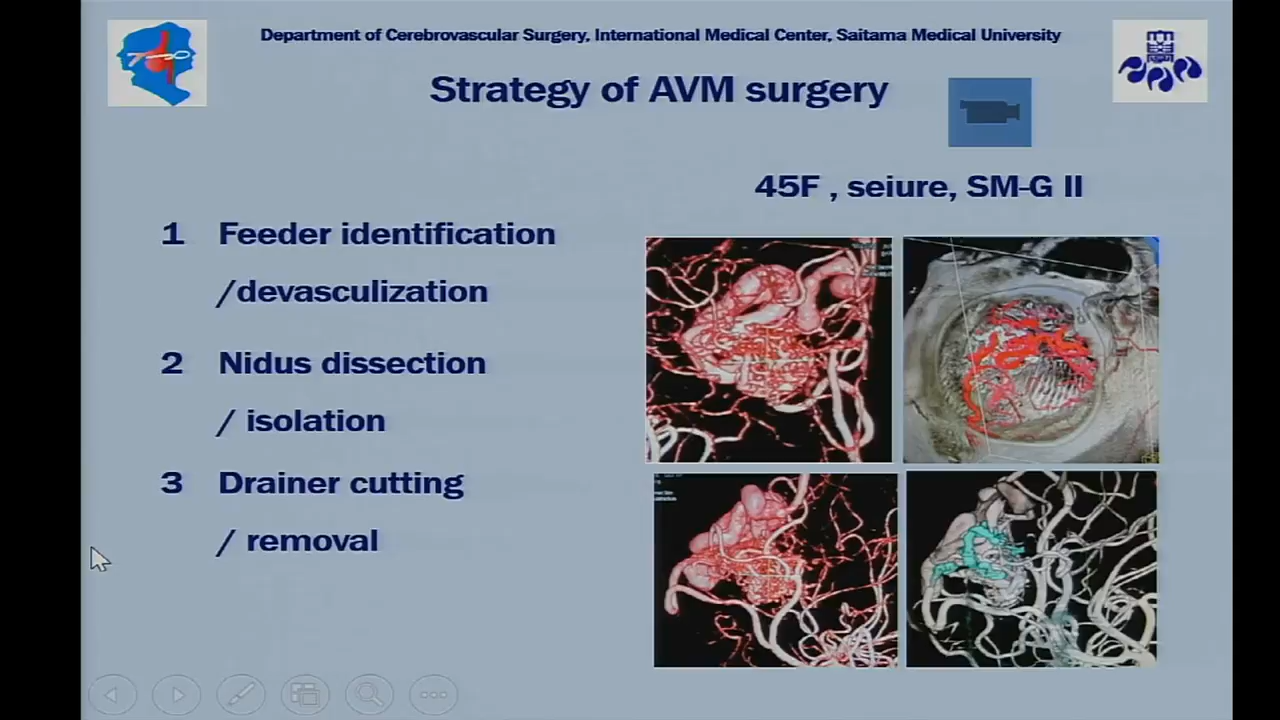 Department of Cerebrovascular Surgery, International Medical Center, Saitama Medical University
Strategy of AVM surgery
45F , seiure, SM-G II
1 Feeder identification
/devasculization
2 Nidus dissection
/ isolation
3 Drainer cutting
/ removal